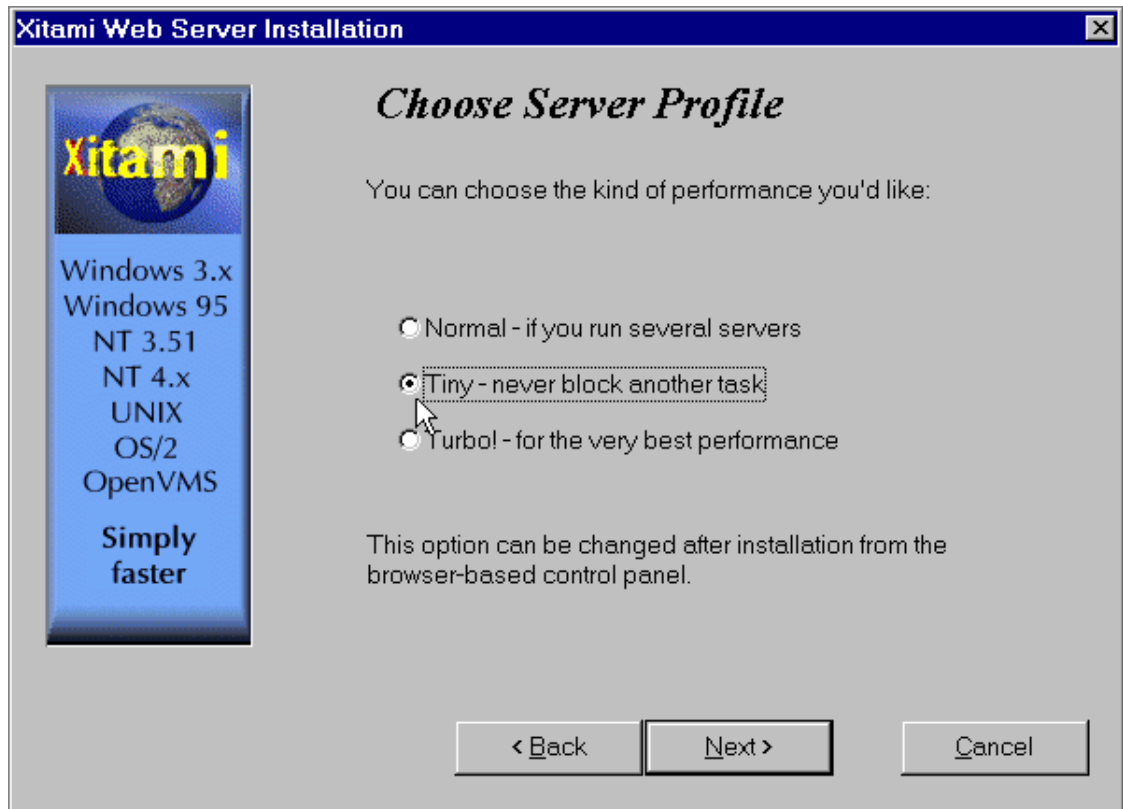 Xitami Web Server Installation
Xitami
Windows 3.x
Windows 95
NT 3.51
NT 4.x
UNIX
OS/2
OpenVMS
Simply
faster
Choose Server Profile
You can choose the kind of performance you'd like:
Normal - if you run several servers
Tiny - never block another task
Turbo! - for the very best performance
This option can be changed after installation from the
browser-based control panel.
< Back
Next >
Cancel